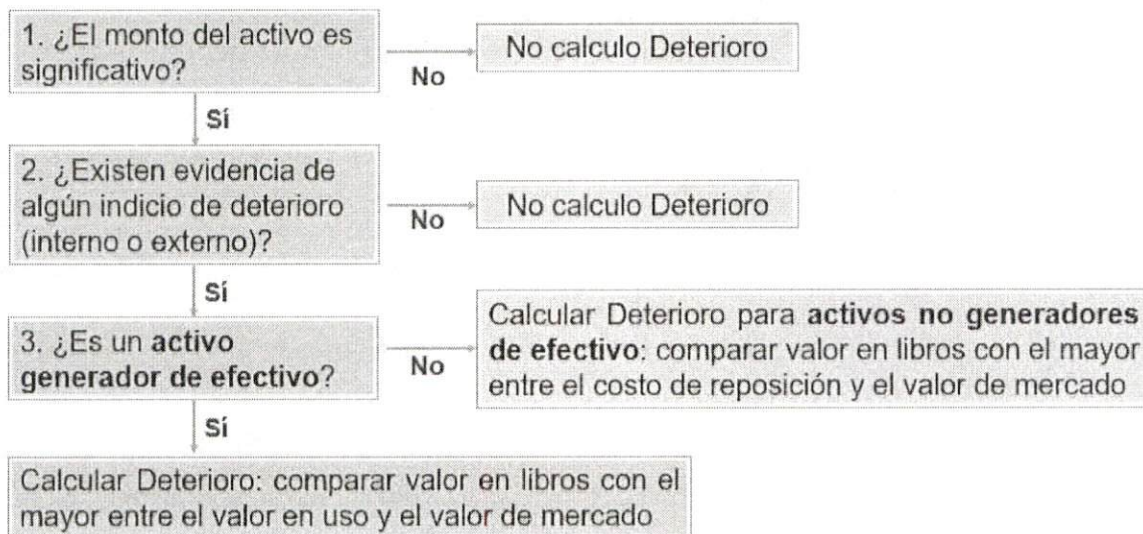 1. ¿El monto del activo es
significativo?
No
No calculo Deterioro
Sí
2. ¿Existen evidencia de
algún indicio de deterioro
(interno o externo)?
No
No calculo Deterioro
Sí
3. ¿Es un activo
generador de efectivo?
No
Calcular Deterioro para activos no generadores
de efectivo: comparar valor en libros con el mayor
entre el costo de reposición y el valor de mercado
Sí
Calcular Deterioro: comparar valor en libros con el
mayor entre el valor en uso y el valor de mercado